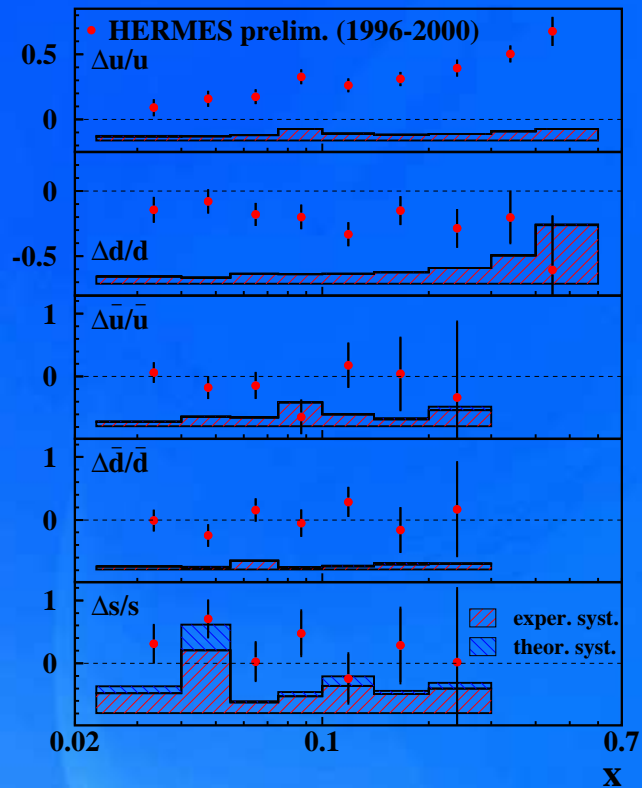 HERMES prelim. (1996-2000)
0.5
Δu/u
0
0
Δd/d
-0.5
1
Δū/ū
0
1
Δd̄/d̄
0
1
Δs/s
exper. syst.
theor. syst.
0
0.02
0.1
0.7
x